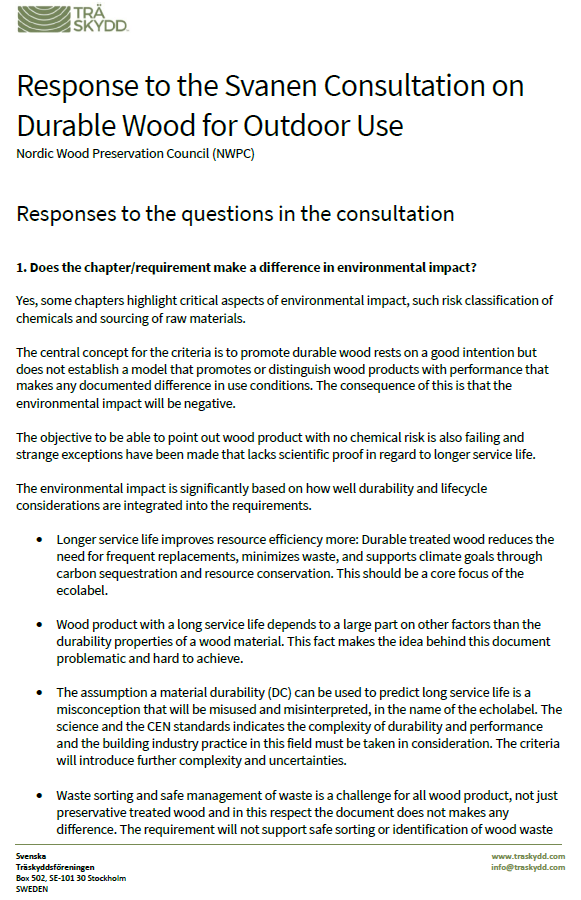 TRÄ
SKYDD
Response to the Svanen Consultation on
Durable Wood for Outdoor Use
Nordic Wood Preservation Council (NWPC)
Responses to the questions in the consultation
1. Does the chapter/requirement make a difference in environmental impact?
Yes, some chapters highlight critical aspects of environmental impact, such risk classification of
chemicals and sourcing of raw materials.
The central concept for the criteria is to promote durable wood rests on a good intention but
does not establish a model that promotes or distinguish wood products with performance that
makes any documented difference in use conditions. The consequence of this is that the
environmental impact will be negative.
The objective to be able to point out wood product with no chemical risk is also failing and
strange exceptions have been made that lacks scientific proof in regard to longer service life.
The environmental impact is significantly based on how well durability and lifecycle
considerations are integrated into the requirements.
• Longer service life improves resource efficiency more: Durable treated wood reduces the
need for frequent replacements, minimizes waste, and supports climate goals through
carbon sequestration and resource conservation. This should be a core focus of the
ecolabel.
• Wood product with a long service life depends to a large part on other factors than the
durability properties of a wood material. This fact makes the idea behind this document
problematic and hard to achieve.
• The assumption a material durability (DC) can be used to predict long service life is a
misconception that will be misused and misinterpreted, in the name of the echolabel. The
science and the CEN standards indicates the complexity of durability and performance
and the building industry practice in this field must be taken in consideration. The criteria
will introduce further complexity and uncertainties.
• Waste sorting and safe management of waste is a challenge for all wood product, not just
preservative treated wood and in this respect the document does not makes any
difference. The requirement will not support safe sorting or identification of wood waste
Svenska
Träskyddsföreningen
Box 502, SE-101 30 Stockholm
SWEDEN
www.traskydd.com
info@traskydd.com